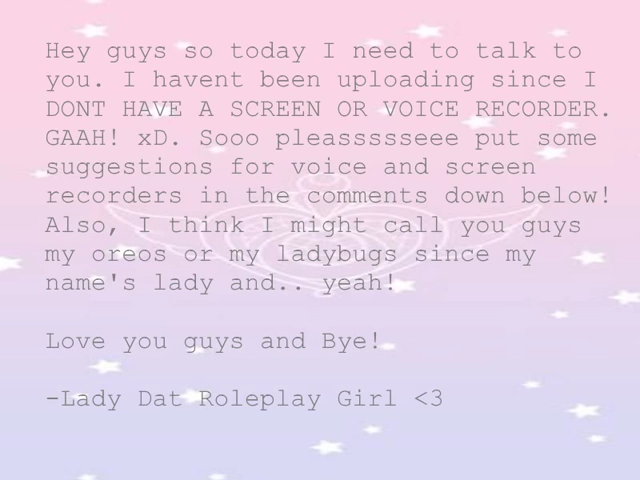 Hey guys so today I need to talk to
you. I havent been uploading since I
DONT HAVE A SCREEN OR VOICE RECORDER.
GAAH! xD. Sooo pleasssseee put some
suggestions for voice and screen
recorders in the comments down below!
Also, I think I might call you guys
my oreos or my ladybugs since my
name's lady and.. yeah!
Love you guys and Bye!
-Lady Dat Roleplay Girl <3